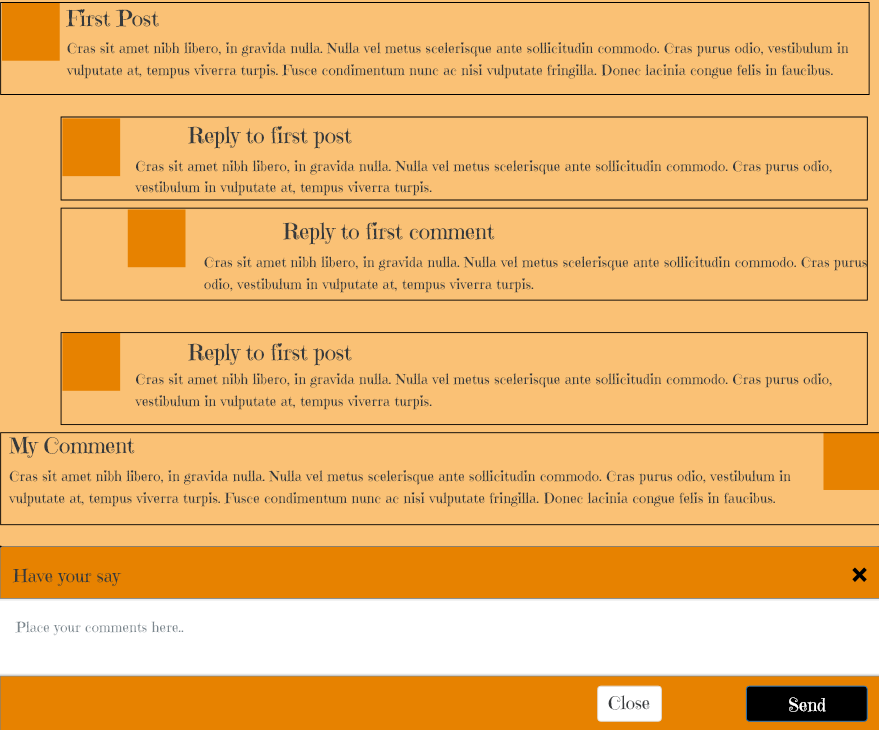 First Post
Cras sit amet nibh libero, in gravida nulla. Nulla vel metus scelerisque ante sollicitudin commodo. Cras purus odio, vestibulum in
vulputate at, tempus viverra turpis. Fusce condimentum nunc ac nisi vulputate fringilla. Donec lacinia congue felis in faucibus.
Reply to first post
Cras sit amet nibh libero, in gravida nulla. Nulla vel metus scelerisque ante sollicitudin commodo. Cras purus odio,
vestibulum in vulputate at, tempus viverra turpis.
Reply to first comment
Cras sit amet nibh libero, in gravida nulla. Nulla vel metus scelerisque ante sollicitudin commodo. Cras purus
odio, vestibulum in vulputate at, tempus viverra turpis.
Reply to first post
Cras sit amet nibh libero, in gravida nulla. Nulla vel metus scelerisque ante sollicitudin commodo. Cras purus odio,
vestibulum in vulputate at, tempus viverra turpis.
My Comment
Cras sit amet nibh libero, in gravida nulla. Nulla vel metus scelerisque ante sollicitudin commodo. Cras purus odio, vestibulum in
vulputate at, tempus viverra turpis. Fusce condimentum nunc ac nisi vulputate fringilla. Donec lacinia congue felis in faucibus.
Have your say
Place your comments here..
Close Send